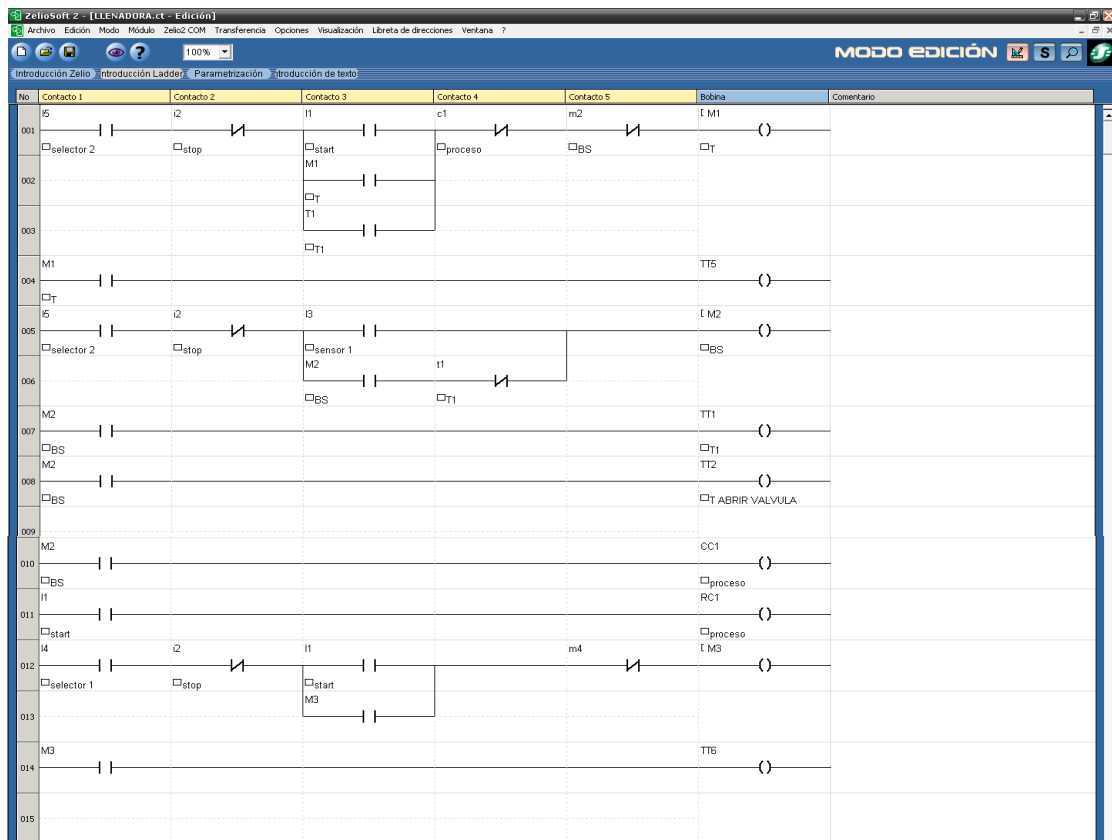 ZelioSoft 2 - [LLENADORA.ct - Edición]
Archivo Edición Modo Módulo Zelio2 COM Transferencia Opciones Visualización Libreta de direcciones Ventana ?
100% MODO EDICIÓN S
Introducción Zelio ntroducción Ladder Parametrización ntroducción de textos
No Contacto 1 Contacto 2 Contacto 3 Contacto 4 Contacto 5 Bobina Comentario
I5 i2 I1 c1 m2 [ M1
001
selector 2 stop start proceso BS T
M1
002
T
T1
003
T1
M1 TT5
004
T
I5 i2 I3 [ M2
005
selector 2 stop sensor 1 BS
M2 t1
006
BS T1
M2 TT1
007
BS T1
M2 TT2
008
BS T ABRIR VALVULA
009
M2 CC1
010
BS proceso
I1 RC1
011
start proceso
I4 i2 I1 m4 [ M3
012
selector 1 stop start
M3
013
M3 TT6
014
015